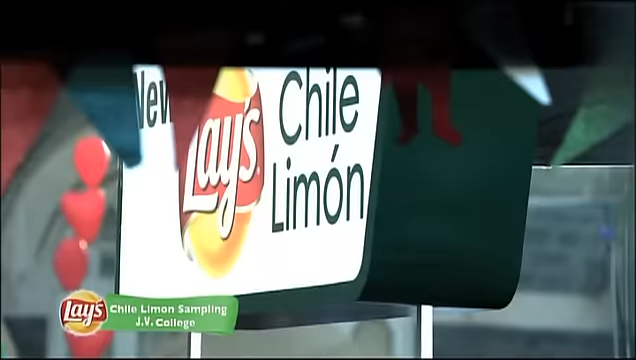 New
Lay's
Chile
Limón
Lay's
Chile Limon Sampling
J.V. College